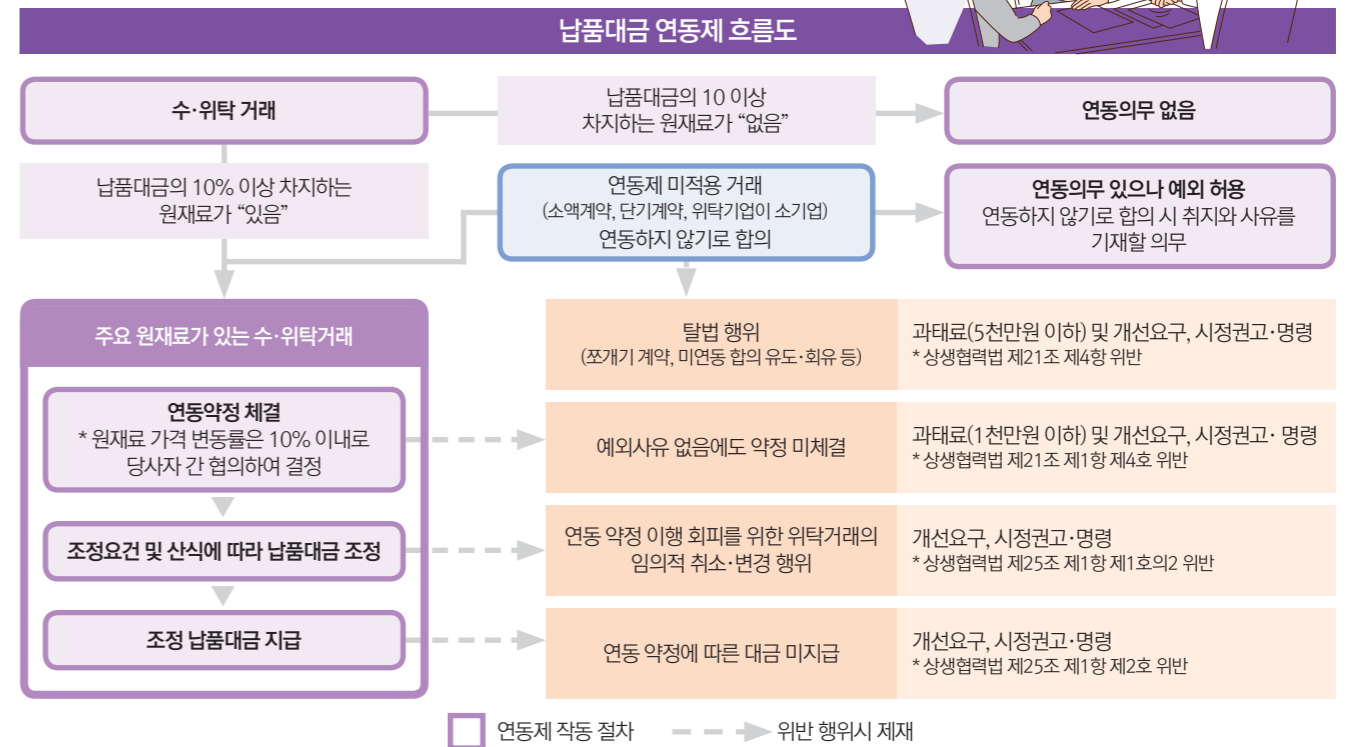 납품대금 연동제 흐름도
수·위탁 거래
납품대금의 10 이상
차지하는 원재료가 “없음”
연동의무 없음
납품대금의 10% 이상 차지하는
원재료가 “있음”
연동제 미적용 거래
(소액계약, 단기계약, 위탁기업이 소기업)
연동하지 않기로 합의
연동의무 있으나 예외 허용
연동하지 않기로 합의 시 취지와 사유를
기재할 의무
주요 원재료가 있는 수·위탁거래
연동약정 체결
* 원재료 가격 변동률은 10% 이내로
당사자 간 협의하여 결정
조정요건 및 산식에 따라 납품대금 조정
조정 납품대금 지급
탈법 행위
(쪼개기 계약, 미연동 합의 유도·회유 등)
과태료(5천만원 이하) 및 개선요구, 시정권고·명령
* 상생협력법 제21조 제4항 위반
예외사유 없음에도 약정 미체결
과태료(1천만원 이하) 및 개선요구, 시정권고· 명령
* 상생협력법 제21조 제1항 제4호 위반
연동 약정 이행 회피를 위한 위탁거래의
임의적 취소·변경 행위
개선요구, 시정권고·명령
* 상생협력법 제25조 제1항 제1호의2 위반
연동 약정에 따른 대금 미지급
개선요구, 시정권고·명령
* 상생협력법 제25조 제1항 제2호 위반
연동제 작동 절차
위반 행위시 제재